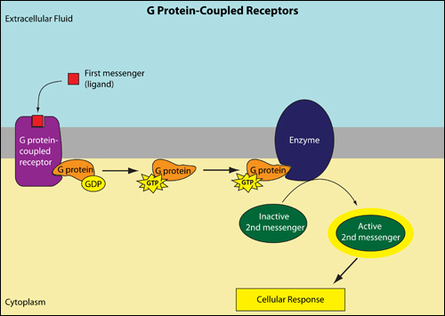 G Protein-Coupled Receptors
Extracellular Fluid
First messenger
(ligand)
G protein-
coupled
receptor
G protein
GDP
G protein
GTP
G protein
GTP
Enzyme
Inactive
2nd messenger
Active
2nd messenger
Cellular Response
Cytoplasm